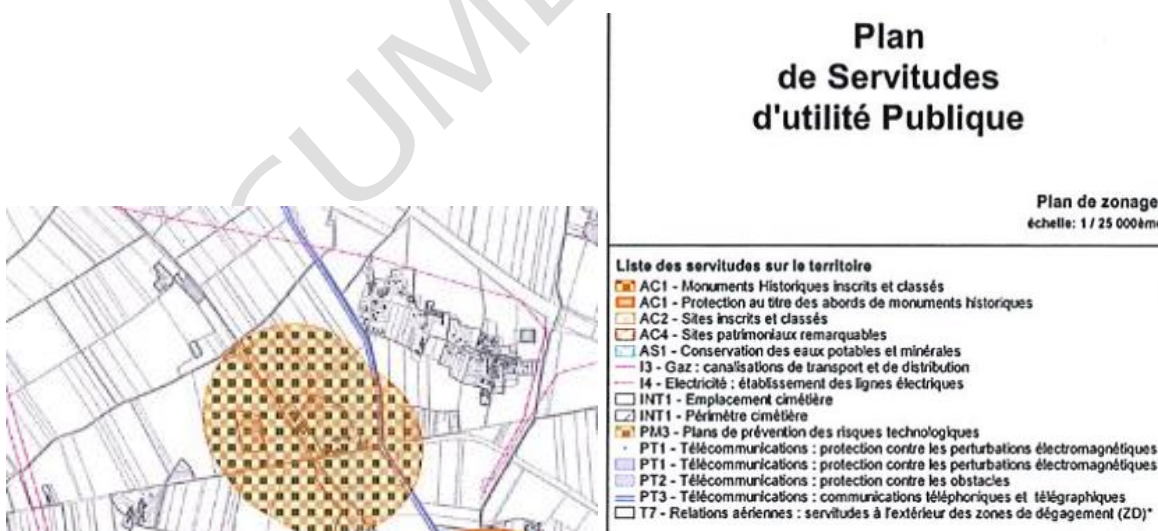 CUME
Plan
de Servitudes
d'utilité Publique
Plan de zonage
échelle: 1 / 25 000ème
Liste des servitudes sur le territoire
AC1 - Monuments Historiques inscrits et classés
AC1 - Protection au titre des abords de monuments historiques
AC2 - Sites inscrits et classés
AC4 - Sites patrimoniaux remarquables
AS1 - Conservation des eaux potables et minérales
I3 - Gaz : canalisations de transport et de distribution
I4 - Electricité : établissement des lignes électriques
INT1 - Emplacement cimétière
INT1 - Périmètre cimétière
PM3 - Plans de prévention des risques technologiques
PT1 - Télécommunications : protection contre les perturbations électromagnétiques
PT1 - Télécommunications : protection contre les perturbations électromagnétiques
PT2 - Télécommunications : protection contre les obstacles
PT3 - Télécommunications : communications téléphoniques et télégraphiques
T7 - Relations aériennes : servitudes à l'extérieur des zones de dégagement (ZD)*